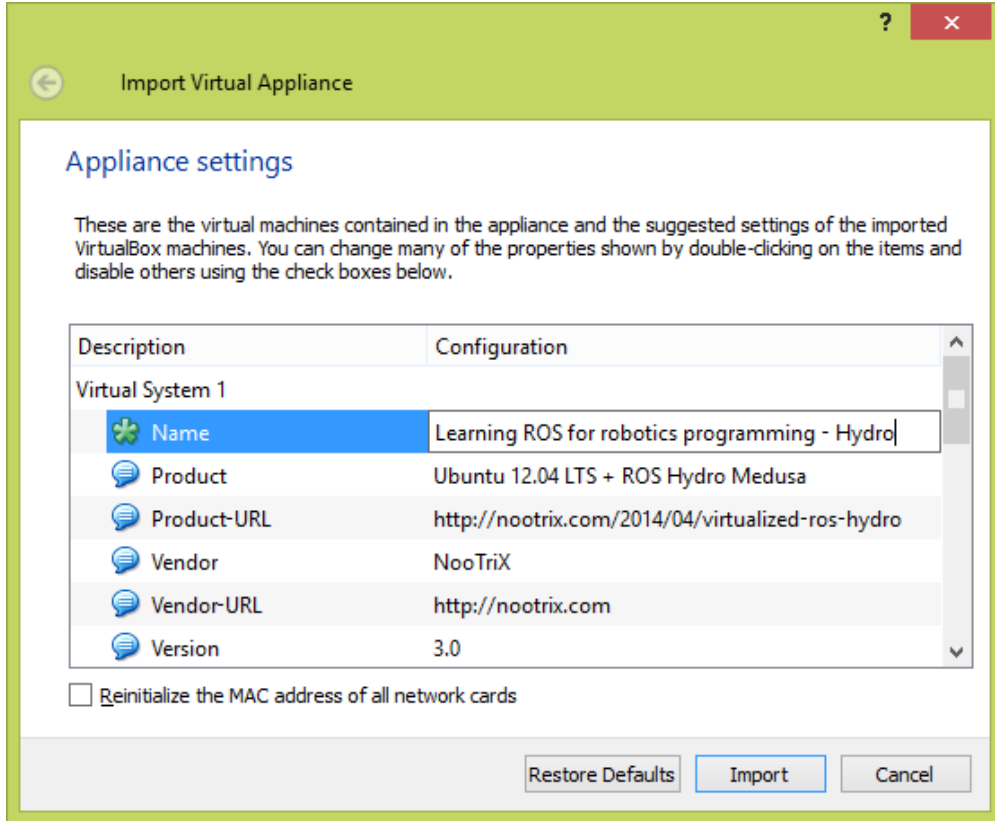 ?
Import Virtual Appliance
Appliance settings
These are the virtual machines contained in the appliance and the suggested settings of the imported
VirtualBox machines. You can change many of the properties shown by double-clicking on the items and
disable others using the check boxes below.
Description Configuration
Virtual System 1
Name Learning ROS for robotics programming - Hydro
Product Ubuntu 12.04 LTS + ROS Hydro Medusa
Product-URL http://nootrix.com/2014/04/virtualized-ros-hydro
Vendor NooTriX
Vendor-URL http://nootrix.com
Version 3.0
Reinitialize the MAC address of all network cards
Restore Defaults Import Cancel